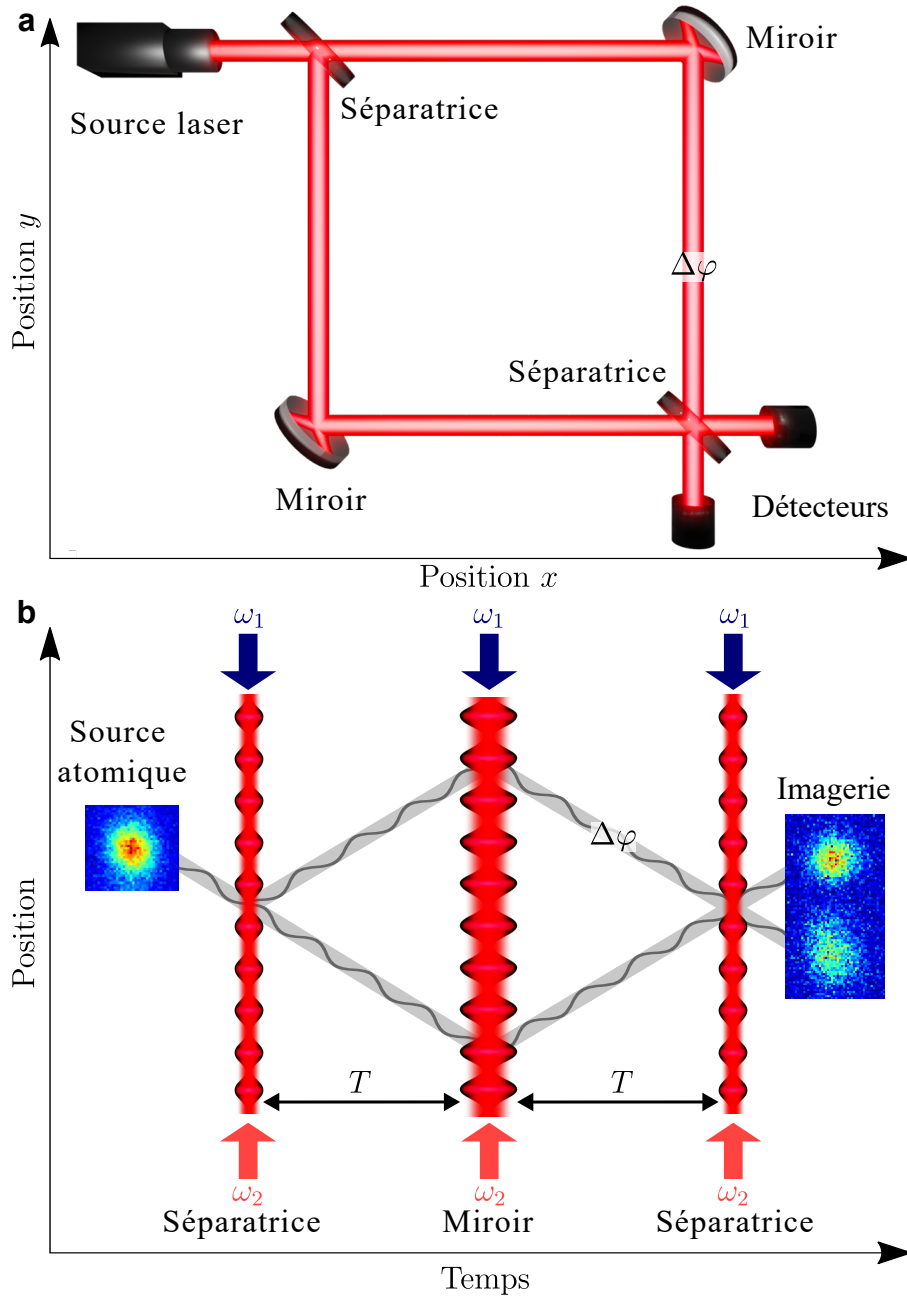 a
Miroir
Source laser
Séparatrice
Position y
Δφ
Séparatrice
Miroir
Détecteurs
Position x
b
ω₁ ω₁ ω₁
Source
atomique
Imagerie
Δφ
Position
T T
ω₂ ω₂ ω₂
Séparatrice Miroir Séparatrice
Temps